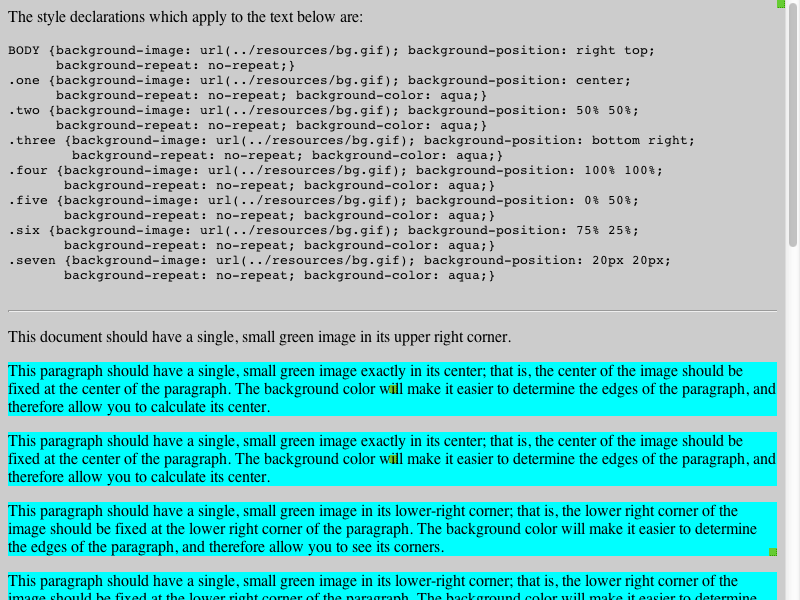 The style declarations which apply to the text below are:
BODY {background-image: url(../resources/bg.gif); background-position: right top;
background-repeat: no-repeat;}
.one {background-image: url(../resources/bg.gif); background-position: center;
background-repeat: no-repeat; background-color: aqua;}
.two {background-image: url(../resources/bg.gif); background-position: 50% 50%;
background-repeat: no-repeat; background-color: aqua;}
.three {background-image: url(../resources/bg.gif); background-position: bottom right;
background-repeat: no-repeat; background-color: aqua;}
.four {background-image: url(../resources/bg.gif); background-position: 100% 100%;
background-repeat: no-repeat; background-color: aqua;}
.five {background-image: url(../resources/bg.gif); background-position: 0% 50%;
background-repeat: no-repeat; background-color: aqua;}
.six {background-image: url(../resources/bg.gif); background-position: 75% 25%;
background-repeat: no-repeat; background-color: aqua;}
.seven {background-image: url(../resources/bg.gif); background-position: 20px 20px;
background-repeat: no-repeat; background-color: aqua;}
This document should have a single, small green image in its upper right corner.
This paragraph should have a single, small green image exactly in its center; that is, the center of the image should be
fixed at the center of the paragraph. The background color will make it easier to determine the edges of the paragraph, and
therefore allow you to calculate its center.
This paragraph should have a single, small green image exactly in its center; that is, the center of the image should be
fixed at the center of the paragraph. The background color will make it easier to determine the edges of the paragraph, and
therefore allow you to calculate its center.
This paragraph should have a single, small green image in its lower-right corner; that is, the lower right corner of the
image should be fixed at the lower right corner of the paragraph. The background color will make it easier to determine
the edges of the paragraph, and therefore allow you to see its corners.
This paragraph should have a single, small green image in its lower-right corner; that is, the lower right corner of the
image should be fixed at the lower right corner of the paragraph. The background color will make it easier to determine